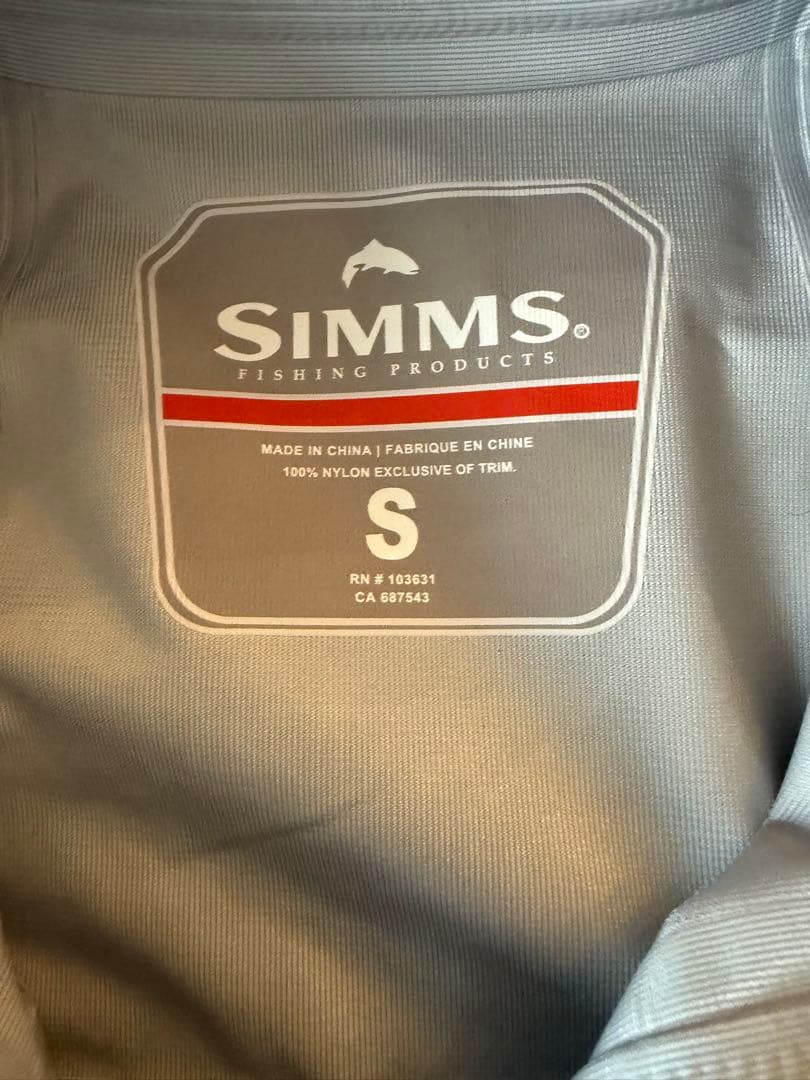 SIMMS®
FISHING PRODUCTS
MADE IN CHINA | FABRIQUE EN CHINE
100% NYLON EXCLUSIVE OF TRIM.
S
RN # 103631
CA 687543